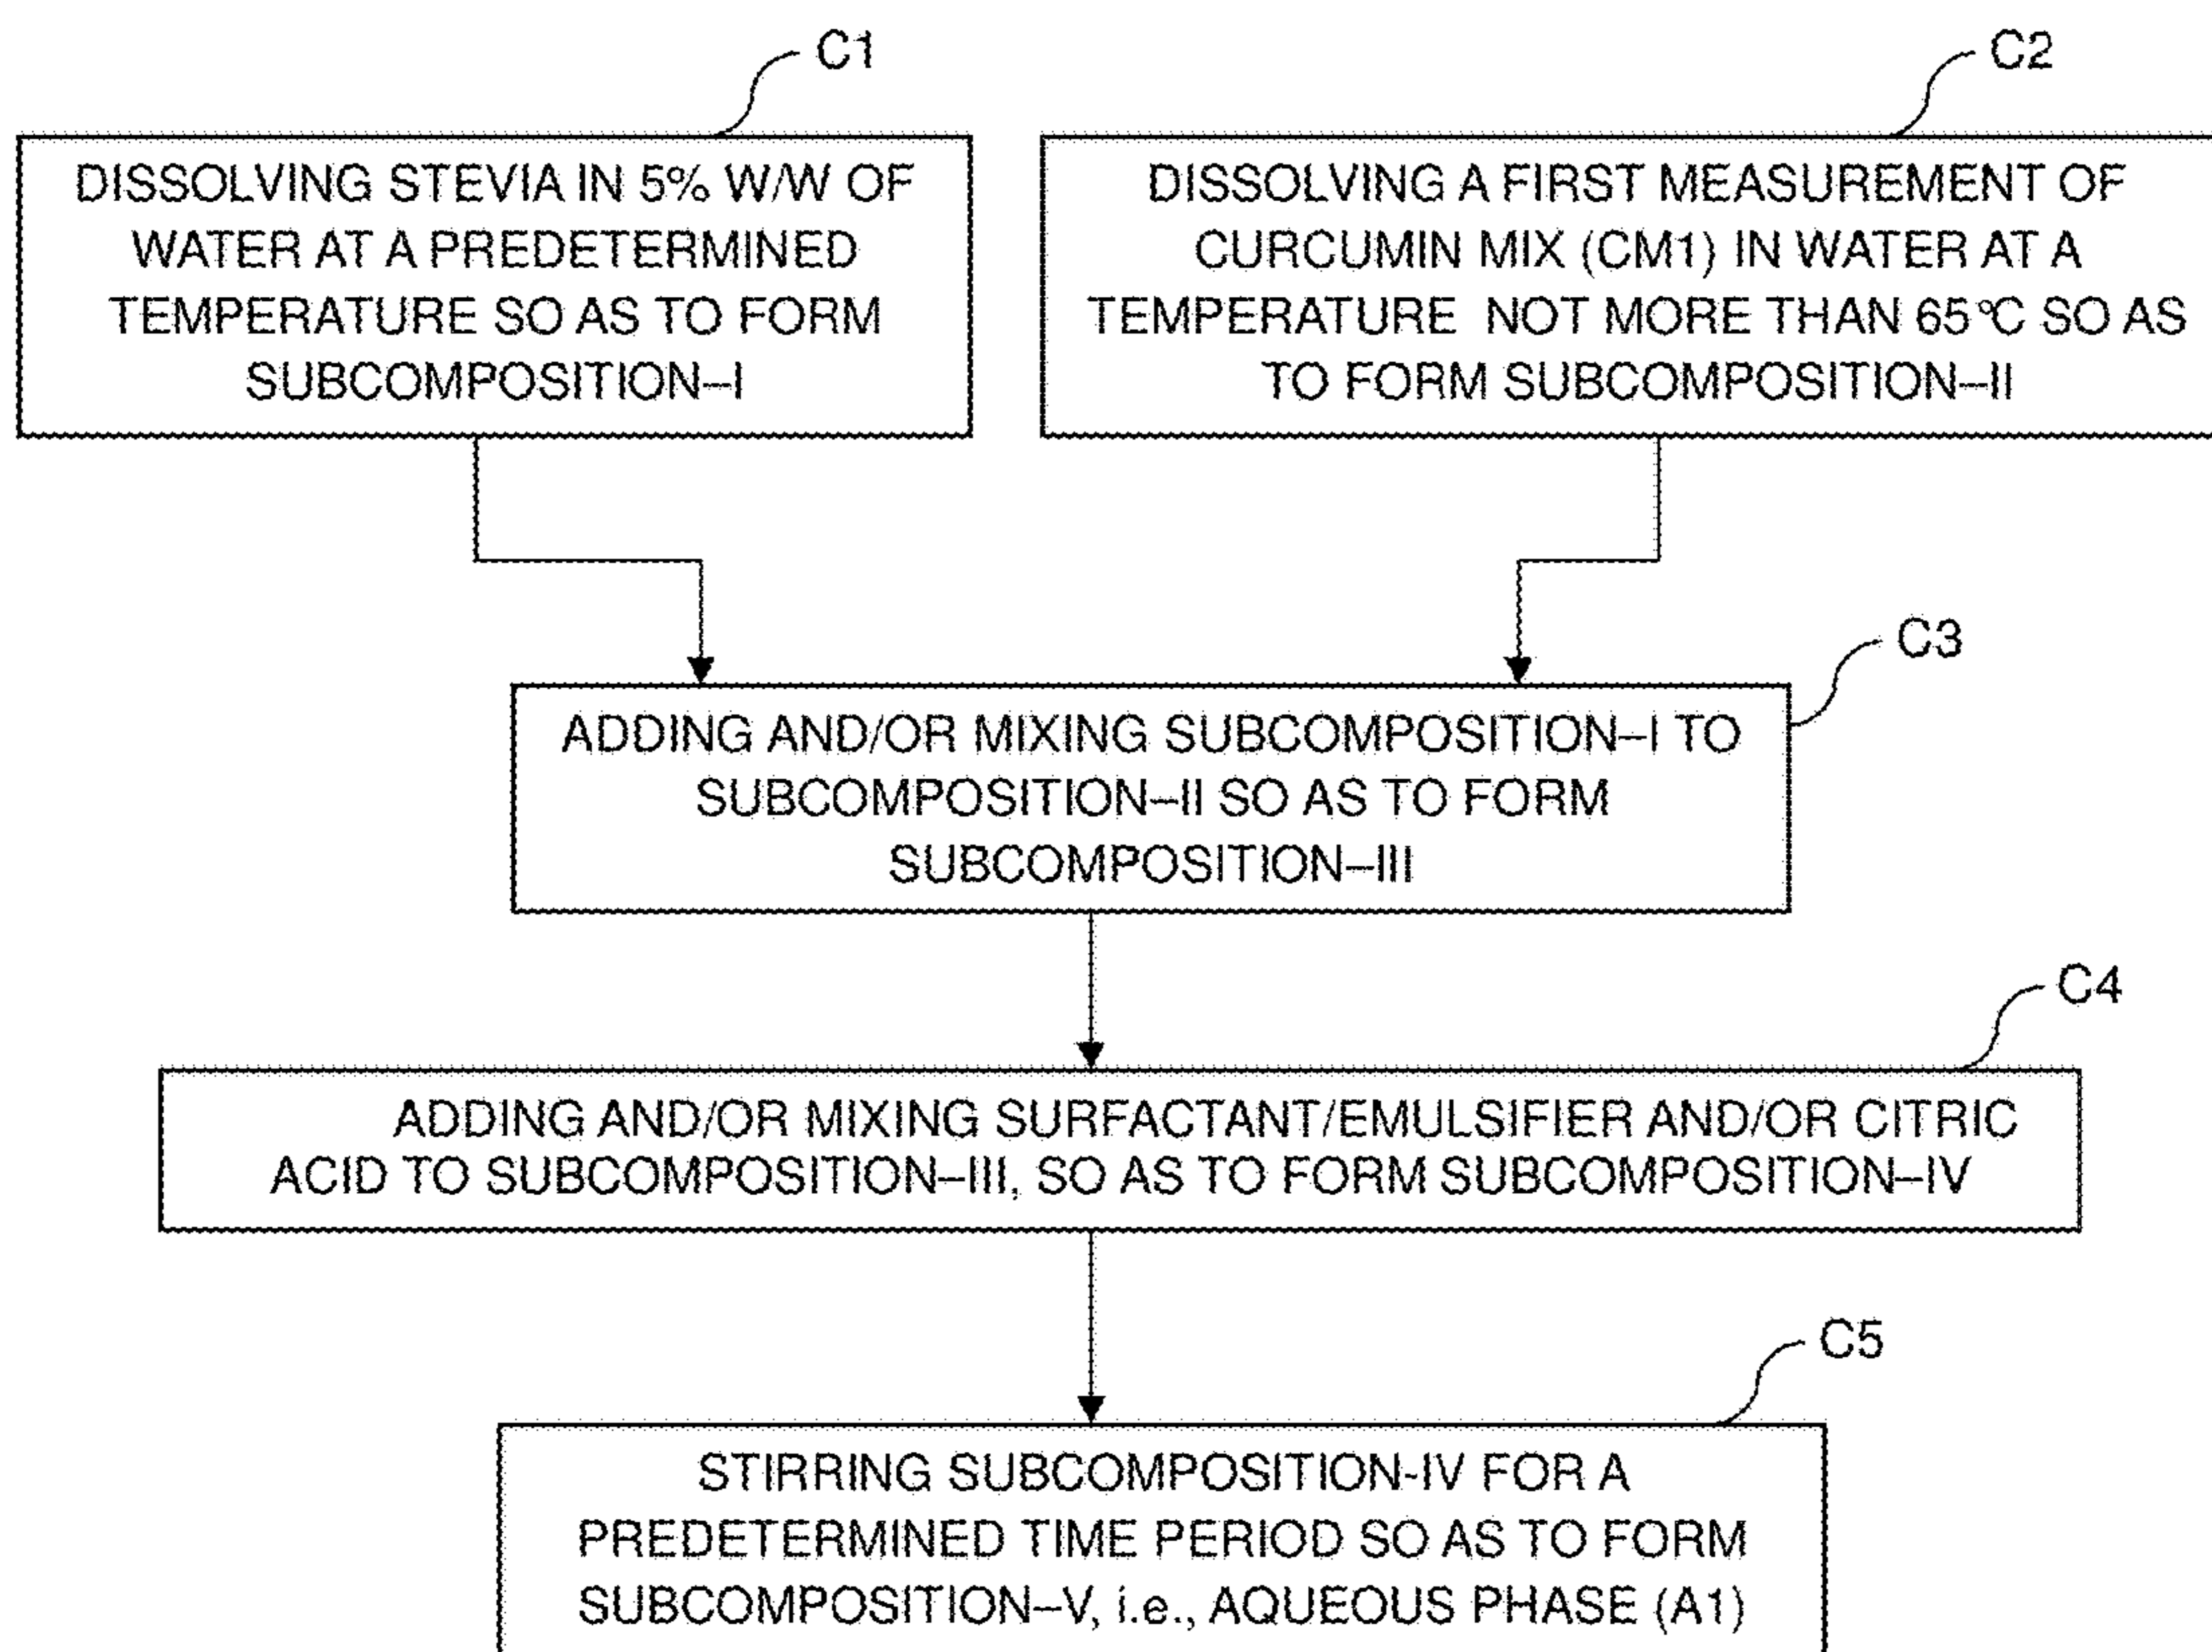 C1
DISSOLVING STEVIA IN 5% W/W OF
WATER AT A PREDETERMINED
TEMPERATURE SO AS TO FORM
SUBCOMPOSITION–I
C2
DISSOLVING A FIRST MEASUREMENT OF
CURCUMIN MIX (CM1) IN WATER AT A
TEMPERATURE NOT MORE THAN 65°C SO AS
TO FORM SUBCOMPOSITION–II
C3
ADDING AND/OR MIXING SUBCOMPOSITION–I TO
SUBCOMPOSITION–II SO AS TO FORM
SUBCOMPOSITION–III
C4
ADDING AND/OR MIXING SURFACTANT/EMULSIFIER AND/OR CITRIC
ACID TO SUBCOMPOSITION–III, SO AS TO FORM SUBCOMPOSITION–IV
C5
STIRRING SUBCOMPOSITION-IV FOR A
PREDETERMINED TIME PERIOD SO AS TO FORM
SUBCOMPOSITION–V, i.e., AQUEOUS PHASE (A1)